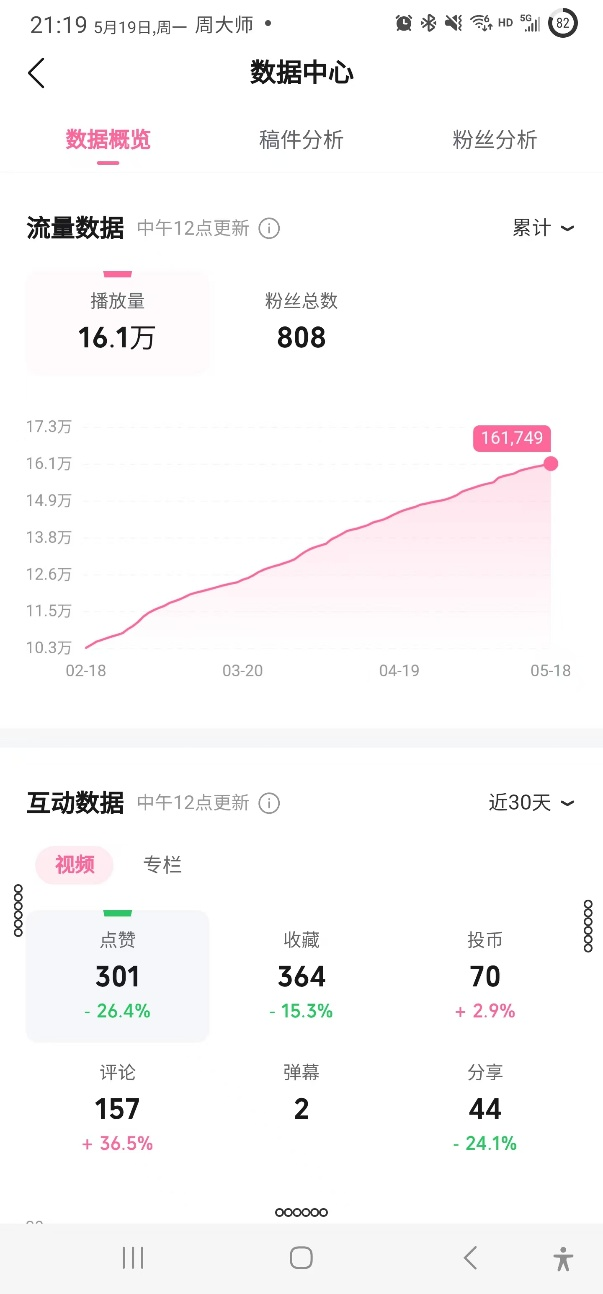 21:19 5月19日,周一 周大师 • HD 5G 82
数据中心
数据概览 稿件分析 粉丝分析
流量数据 中午12点更新 累计
播放量 粉丝总数
16.1万 808
17.3万
161,749
16.1万
14.9万
13.8万
12.6万
11.5万
10.3万
02-18 03-20 04-19 05-18
互动数据 中午12点更新 近30天
视频 专栏
点赞 收藏 投币
301 364 70
- 26.4% - 15.3% + 2.9%
评论 弹幕 分享
157 2 44
+ 36.5% - 24.1%